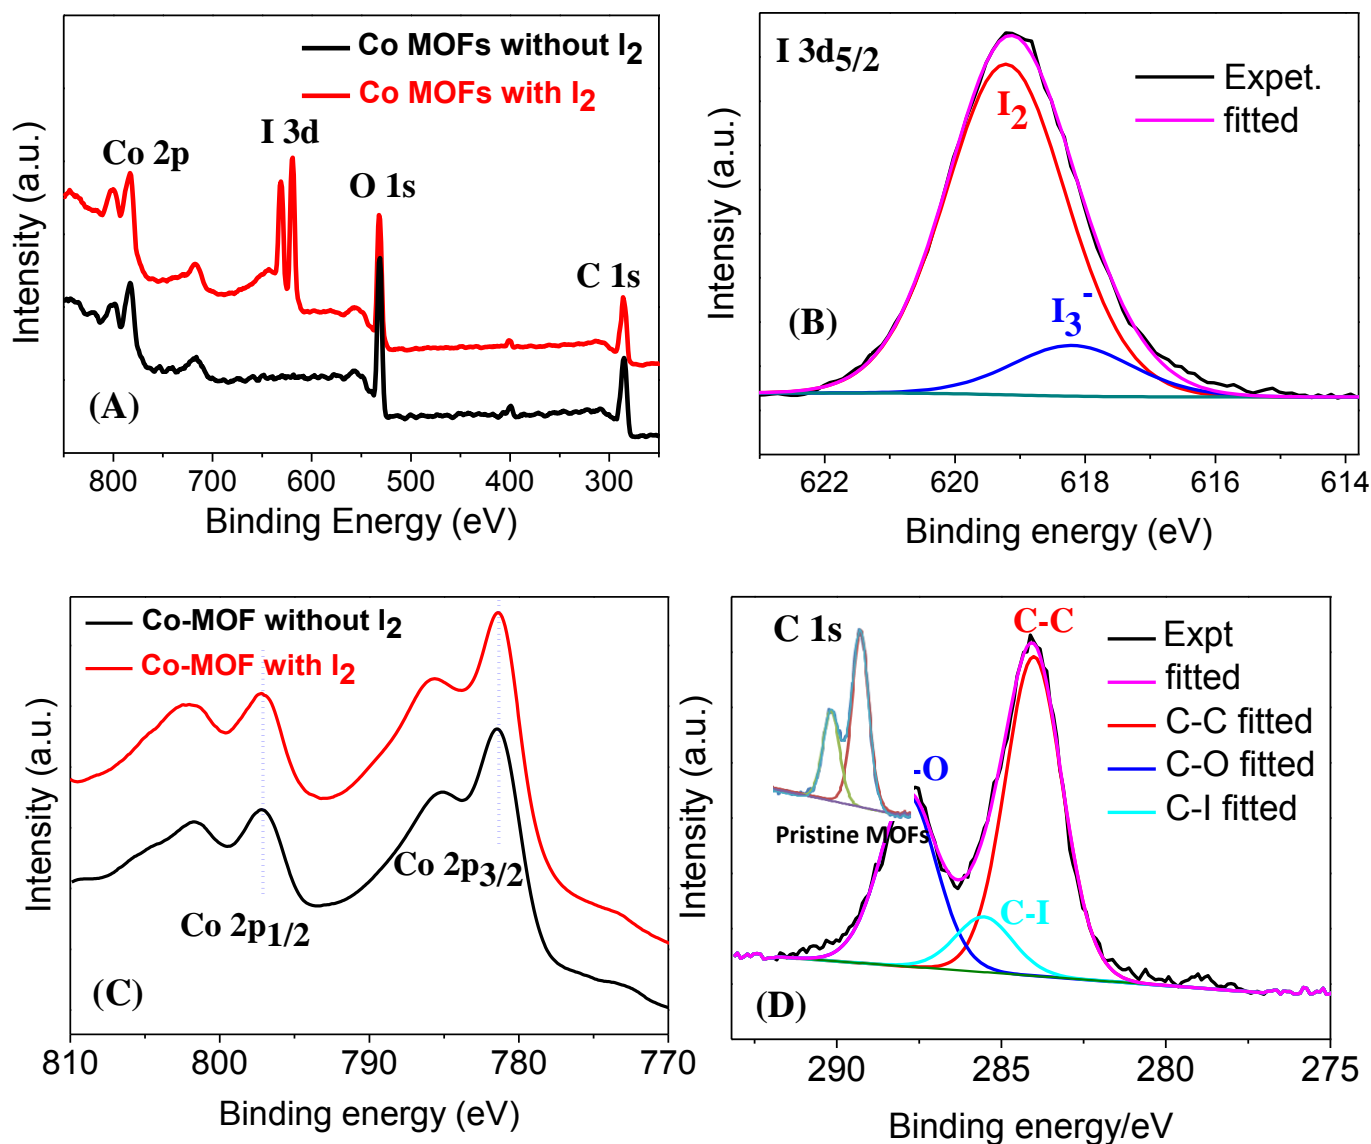 Co MOFs without I2
Co MOFs with I2
I 3d
Co 2p
O 1s
C 1s
(A)
Intensity (a.u.)
800 700 600 500 400 300
Binding Energy (eV)
I 3d5/2
Expet.
fitted
I2
I3-
(B)
Intensiy (a.u.)
622 620 618 616 614
Binding energy (eV)
Co-MOF without I2
Co-MOF with I2
Co 2p3/2
Co 2p1/2
(C)
Intensity (a.u.)
810 800 790 780 770
Binding energy (eV)
C 1s
C-C
Expt
fitted
C-C fitted
C-O fitted
C-I fitted
-O
Pristine MOFs
C-I
(D)
Intensity (a.u.)
290 285 280 275
Binding energy/eV